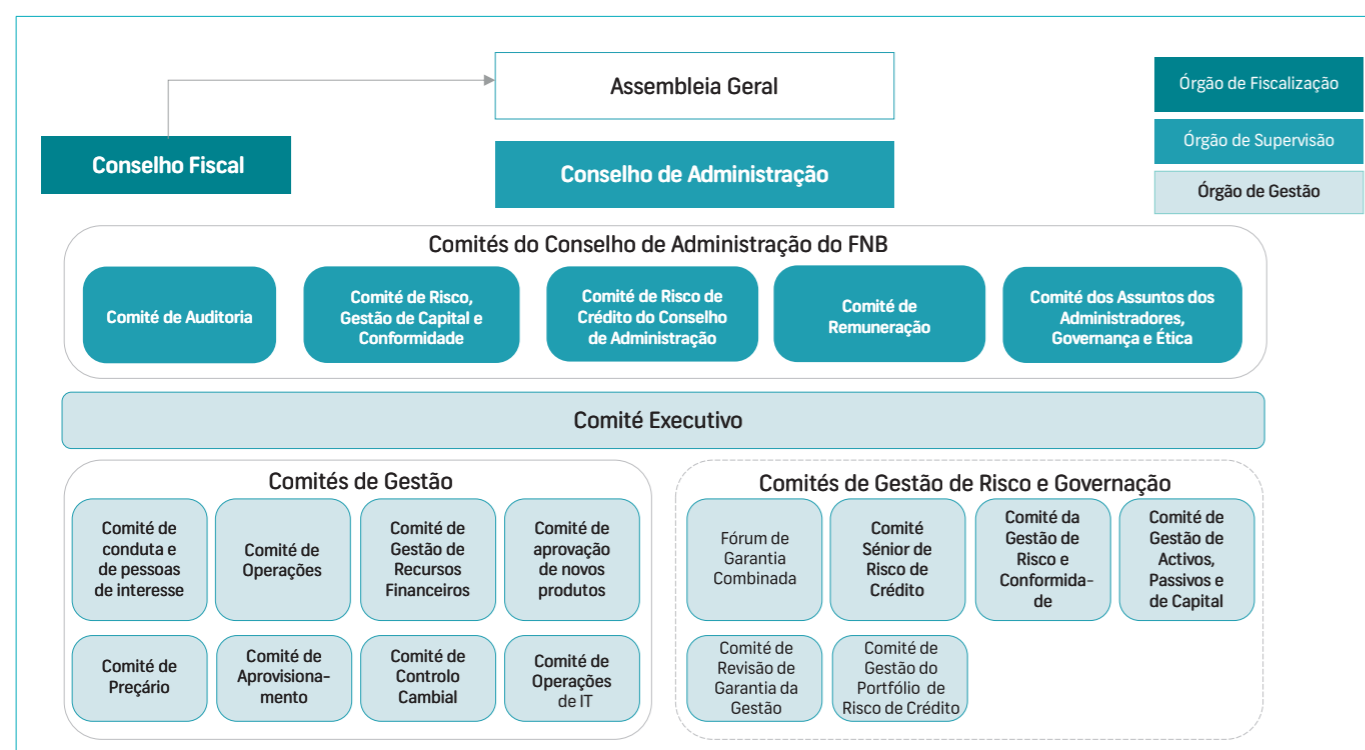 Assembleia Geral
Órgão de Fiscalização
Conselho Fiscal
Conselho de Administração
Órgão de Supervisão
Órgão de Gestão
Comités do Conselho de Administração do FNB
Comité de Auditoria
Comité de Risco,
Gestão de Capital e
Conformidade
Comité de Risco de
Crédito do Conselho
de Administração
Comité de
Remuneração
Comité dos Assuntos dos
Administradores,
Governança e Ética
Comité Executivo
Comités de Gestão
Comité de
conduta e
de pessoas
de interesse
Comité de
Operações
Comité de
Gestão de
Recursos
Financeiros
Comité de
aprovação
de novos
produtos
Comité de
Preçário
Comité de
Aprovisiona-
mento
Comité de
Controlo
Cambial
Comité de
Operações
de IT
Comités de Gestão de Risco e Governação
Fórum de
Garantia
Combinada
Comité
Sénior de
Risco de
Crédito
Comité da
Gestão de
Risco e
Conformida-
de
Comité de
Gestão de
Activos,
Passivos e
de Capital
Comité de
Revisão de
Garantia da
Gestão
Comité de
Gestão do
Portfólio de
Risco de Crédito